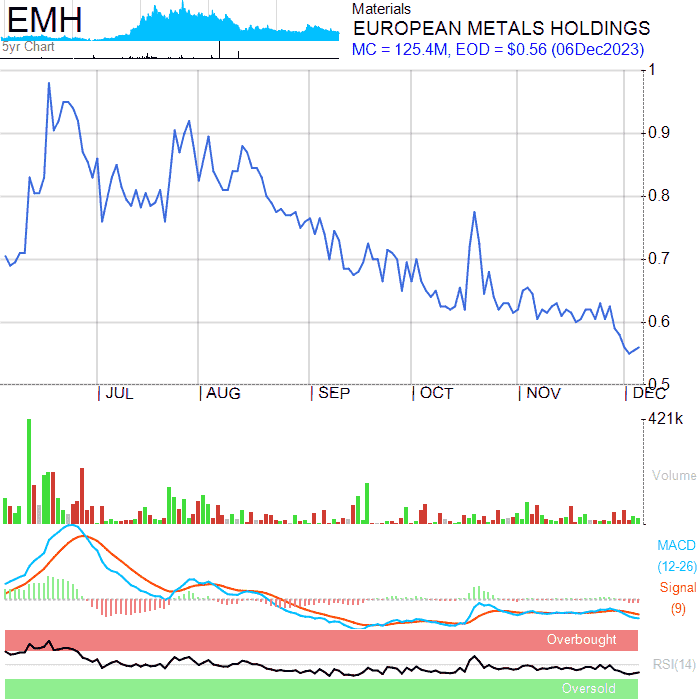 EMH
5yr Chart
Materials
EUROPEAN METALS HOLDINGS
MC = 125.4M, EOD = $0.56 (06Dec2023)
1
0.9
0.8
0.7
0.6
0.5
JUL AUG SEP OCT NOV DEC
421k
Volume
MACD
(12-26)
Signal
(9)
Overbought
RSI(14)
Oversold